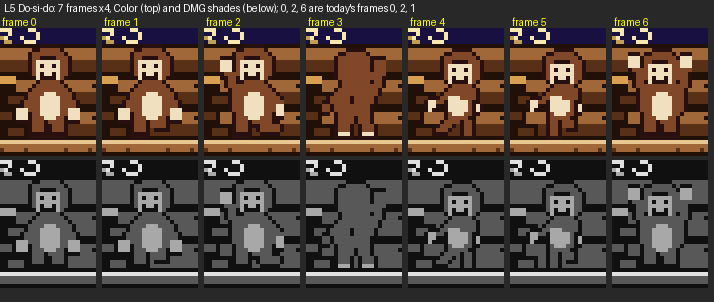 L5 Do-si-do: 7 frames x4, Color (top) and DMG shades (below); 0, 2, 6 are today's frames 0, 2, 1
frame 0 frame 1 frame 2 frame 3 frame 4 frame 5 frame 6